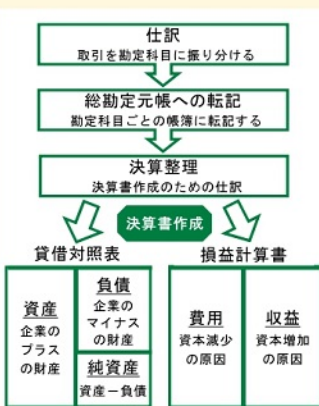 仕訳
取引を勘定科目に振り分ける
総勘定元帳への転記
勘定科目ごとの帳簿に転記する
決算整理
決算書作成のための仕訳
決算書作成
貸借対照表
損益計算書
資産
企業の
プラス
の財産
負債
企業の
マイナス
の財産
純資産
資産－負債
費用
資本減少
の原因
収益
資本増加
の原因